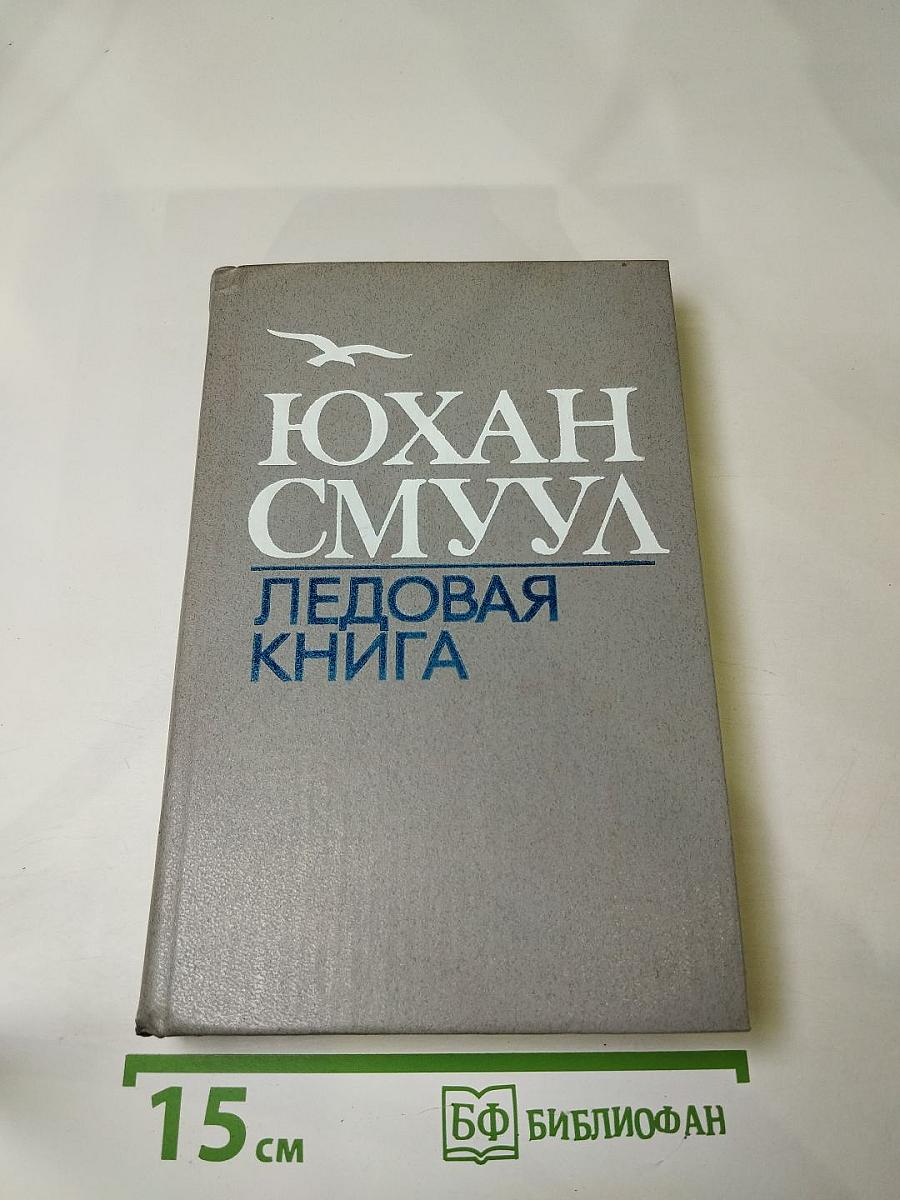 ЮХАН
СМУУЛ
ЛЕДОВАЯ
КНИГА
15 см
БФ БИБЛИОФАН